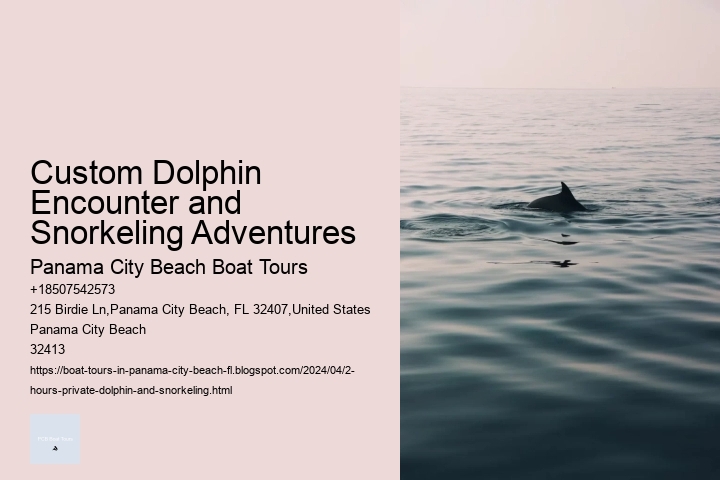 Custom Dolphin
Encounter and
Snorkeling Adventures
Panama City Beach Boat Tours
+18507542573
215 Birdie Ln,Panama City Beach, FL 32407,United States
Panama City Beach
32413
https://boat-tours-in-panama-city-beach-fl.blogspot.com/2024/04/2-
hours-private-dolphin-and-snorkeling.html